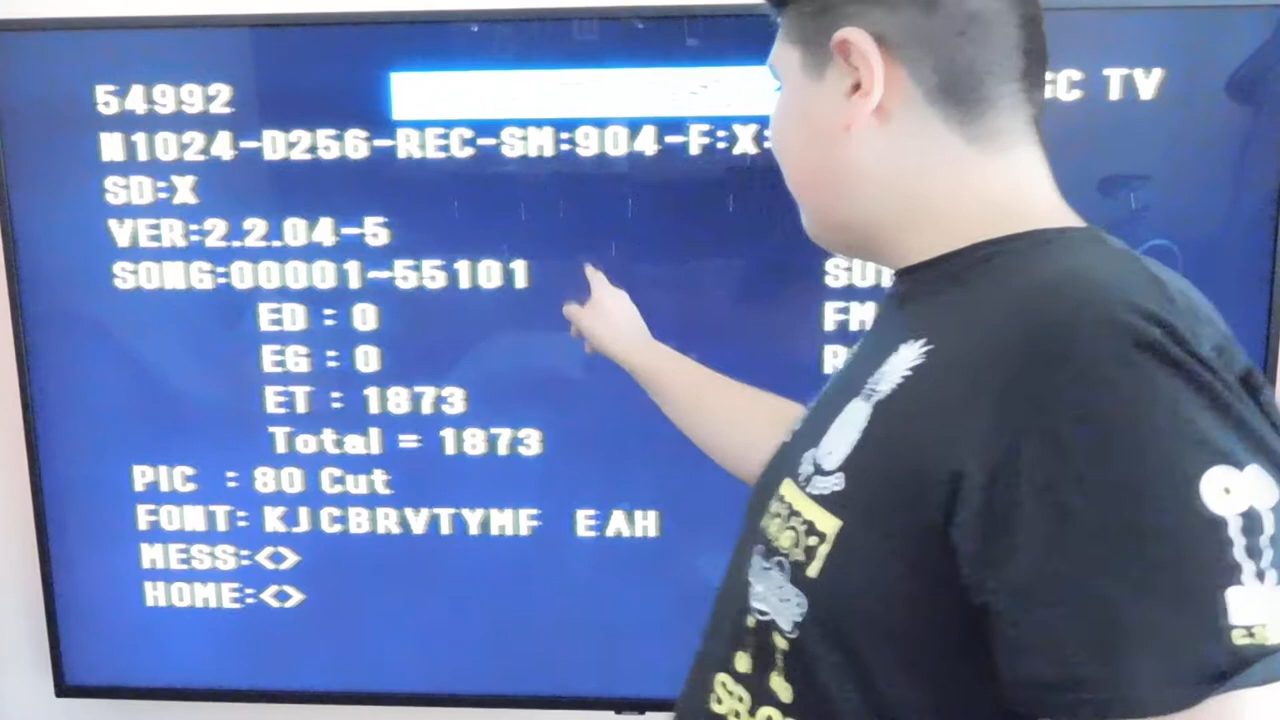 54992 C TV
N1024-D256-REC-SM:904-F:X:
SD:X
VER:2.2.04-5
SONG:00001~55101
ED : 0 FM
EG : 0
ET : 1873
Total = 1873
PIC : 80 Cut
FONT: KJCBRVTYMF EAH
MESS:<>
HOME:<>